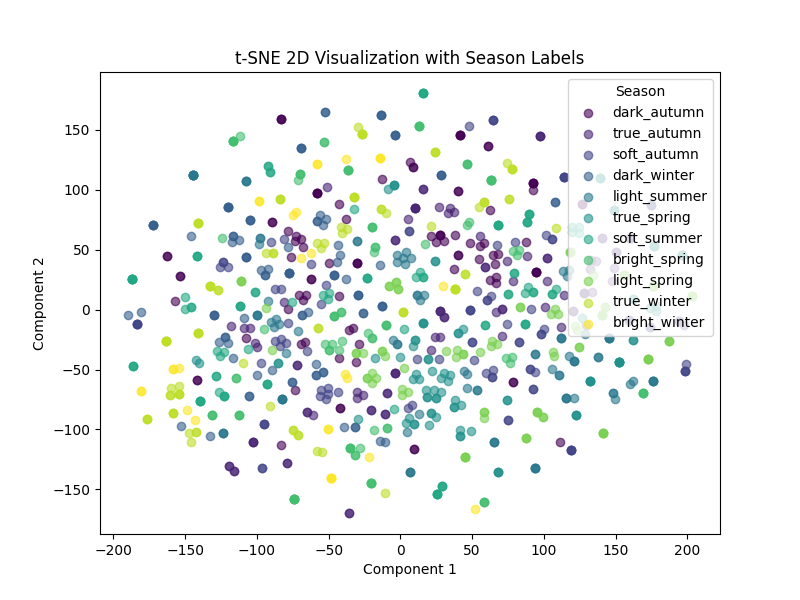 t-SNE 2D Visualization with Season Labels
Season
dark_autumn
true_autumn
soft_autumn
dark_winter
light_summer
true_spring
soft_summer
bright_spring
light_spring
true_winter
bright_winter
Component 2
150
100
50
0
−50
−100
−150
−200 −150 −100 −50 0 50 100 150 200
Component 1